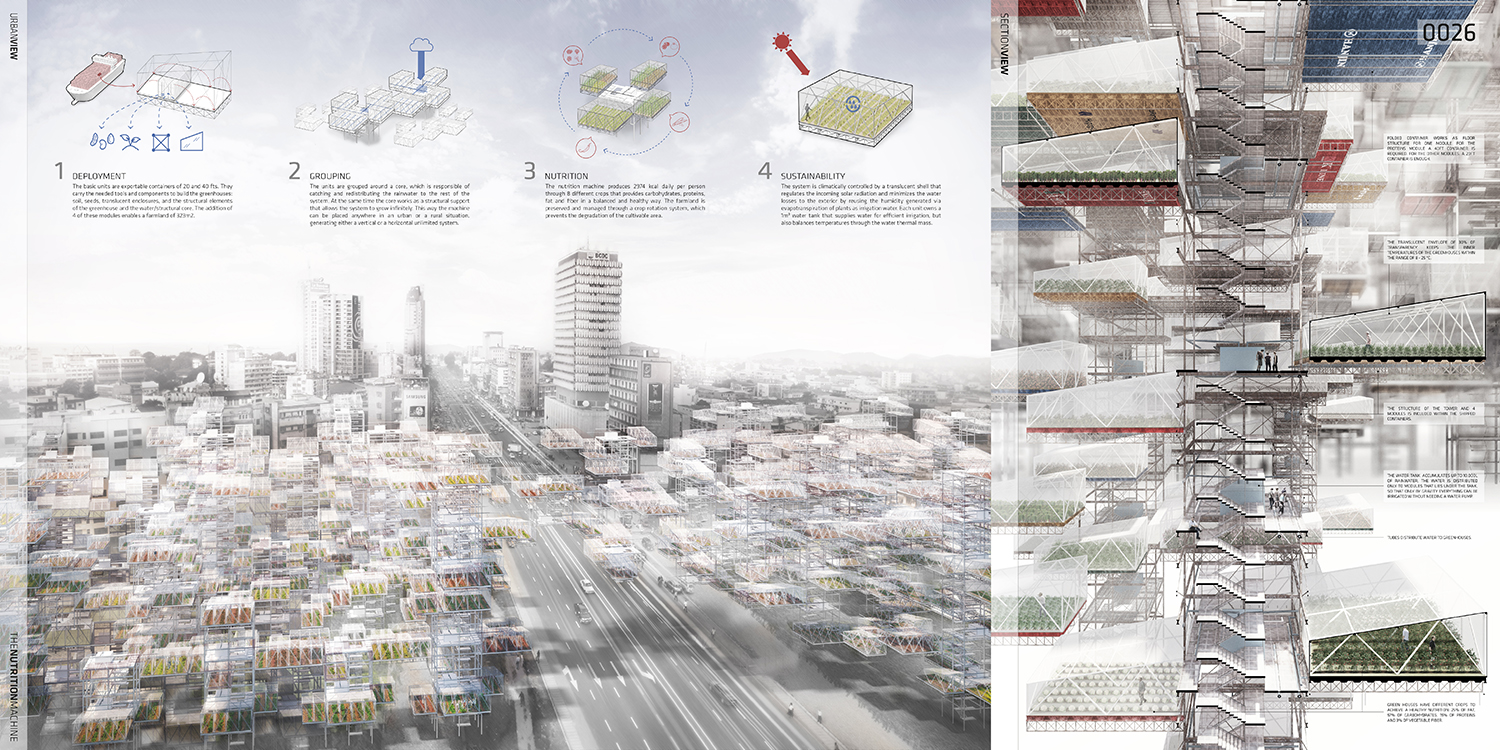 URBANVIEW
1
DEPLOYMENT
The basic units are exportable containers of 20 and 40 fts. They
carry the needed tools and components to build the greenhouses:
soil, seeds, translucent enclosures, and the structural elements
of the greenhouse and the water/structural core. The addition of
4 of these modules enables a farmland of 323m2.
2
GROUPING
The units are grouped around a core, which is responsible of
catching and redistributing the rainwater to the rest of the
system. At the same time the core works as a structural support
that allows the system to grow infinitely. This way the machine
can be placed anywhere in an urban or a rural situation,
generating either a vertical or a horizontal unlimited system.
3
NUTRITION
The nutrition machine produces 2974 kcal daily per person
through 8 different crops that provides carbohydrates, proteins,
fat and fiber in a balanced and healthy way. The farmland is
preserved and managed through a crop rotation system, which
prevents the degradation of the cultivable area.
4
SUSTAINABILITY
The system is climatically controlled by a translucent shell that
regulates the incoming solar radiation and minimizes the water
losses to the exterior by reusing the humidity generated via
evapotranspiration of plants as irrigation water. Each unit owns a
1m³ water tank that supplies water for efficient irrigation, but
also balances temperatures through the water thermal mass.
BCDC
SAMSUNG
THENUTRITIONMACHINE
SECTIONVIEW
0026
HANJIN
FOLDED CONTAINER WORKS AS FLOOR
STRUCTURE FOR ONE MODULE. FOR THE
PROTEINS MODULE A 40FT CONTAINER IS
REQUIRED. FOR THE OTHER MODULES, A 20FT
CONTAINER IS ENOUGH.
THE TRANSLUCENT ENVELOPE OF 80% OF
TRANSPARENCY KEEPS THE INNER
TEMPERATURES OF THE GREENHOUSES WITHIN
THE RANGE OF
THE STRUCTURE OF THE TOWER AND 4
MODULES IS INCLUDED WITHIN THE SHIPPED
CONTAINERS.
THE WATER TANK ACCUMULATES UP TO
OF RAINWATER. THE WATER IS DISTRIBUTED
ONLY TO MODULES THAT LIES UNDER THE TANK,
SO THAT ONLY BY GRAVITY EVERYTHING CAN BE
IRRIGATED WITHOUT NEEDING A WATER PUMP.
TUBES DISTRIBUTE WATER TO GREENHOUSES.
GREEN HOUSES HAVE DIFFERENT CROPS TO
ACHIEVE A HEALTHY NUTRITION: 25% OF FAT,
OF CARBOHYDRATES, OF PROTEINS
AND OF VEGETABLE FIBER.